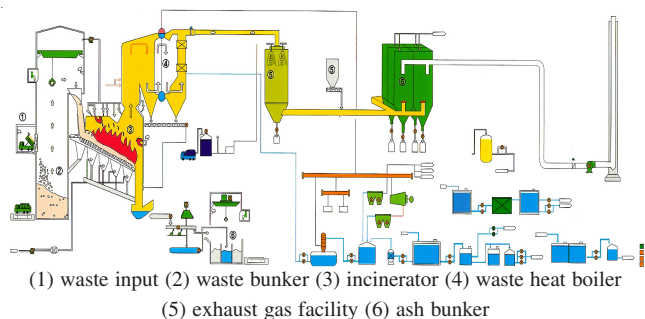 (1) waste input (2) waste bunker (3) incinerator (4) waste heat boiler
(5) exhaust gas facility (6) ash bunker